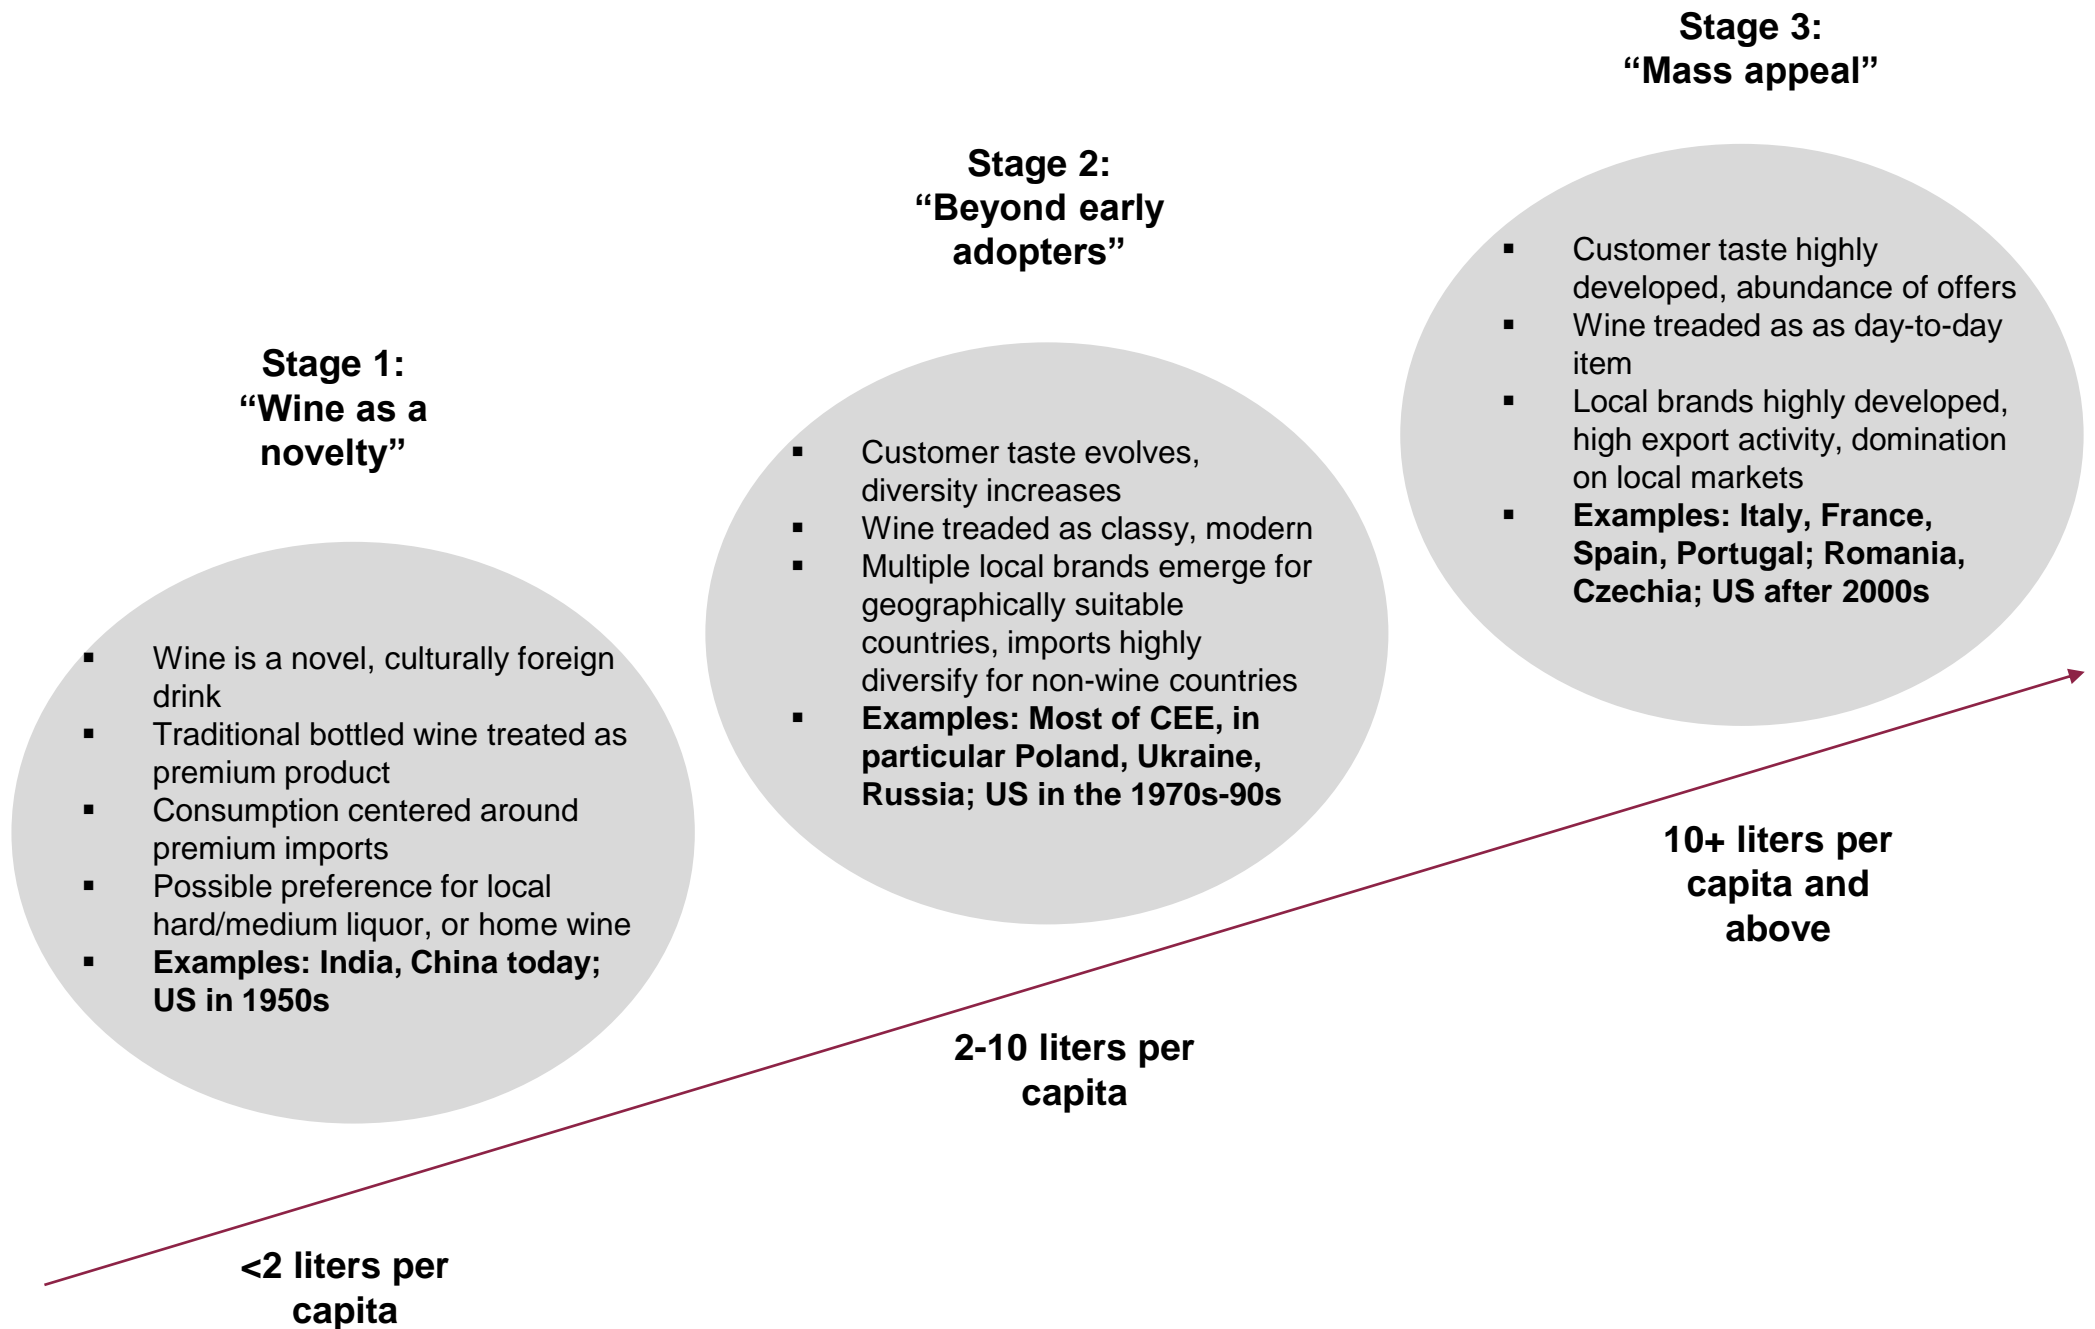 Stage 1:
“Wine as a
novelty”
▪ Wine is a novel, culturally foreign
drink
▪ Traditional bottled wine treated as
premium product
▪ Consumption centered around
premium imports
▪ Possible preference for local
hard/medium liquor, or home wine
▪ Examples: India, China today;
US in 1950s
<2 liters per
capita
Stage 2:
“Beyond early
adopters”
▪ Customer taste evolves,
diversity increases
▪ Wine treaded as classy, modern
▪ Multiple local brands emerge for
geographically suitable
countries, imports highly
diversify for non-wine countries
▪ Examples: Most of CEE, in
particular Poland, Ukraine,
Russia; US in the 1970s-90s
2-10 liters per
capita
Stage 3:
“Mass appeal”
▪ Customer taste highly
developed, abundance of offers
▪ Wine treaded as as day-to-day
item
▪ Local brands highly developed,
high export activity, domination
on local markets
▪ Examples: Italy, France,
Spain, Portugal; Romania,
Czechia; US after 2000s
10+ liters per
capita and
above